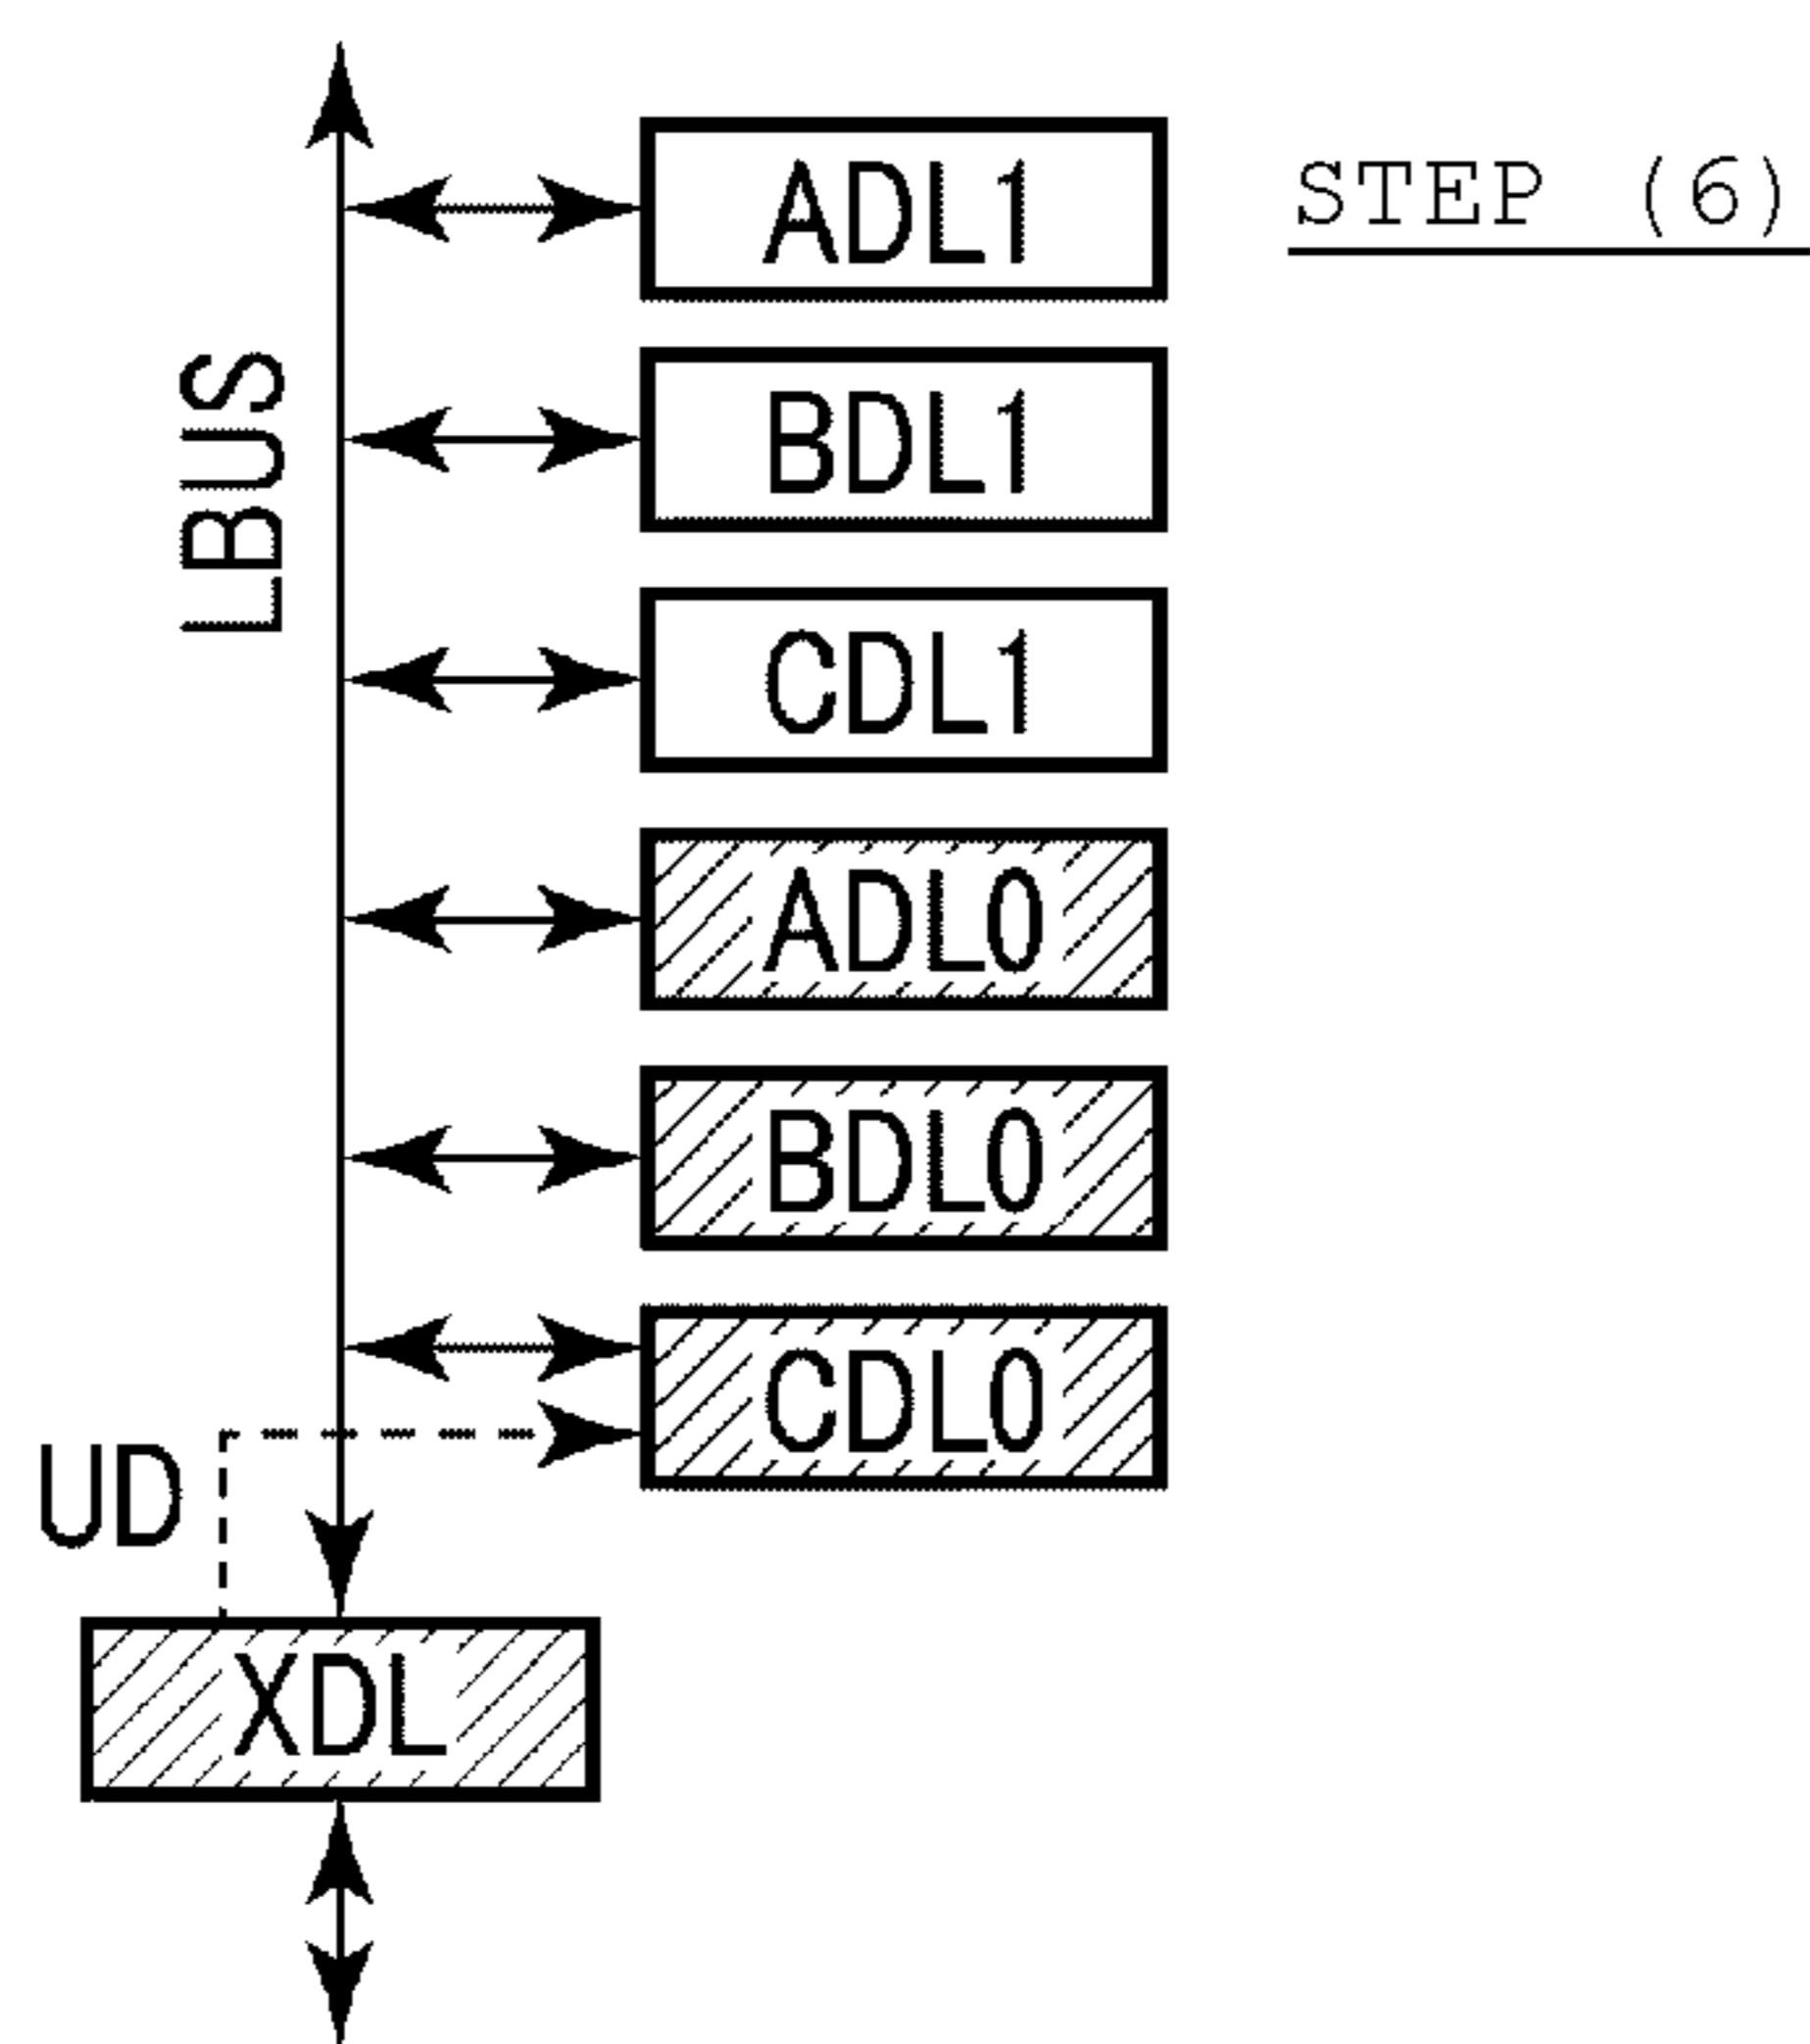 ADL1
STEP (6)
BDL1
LBUS
CDL1
ADL0
BDL0
CDL0
UD
XDL